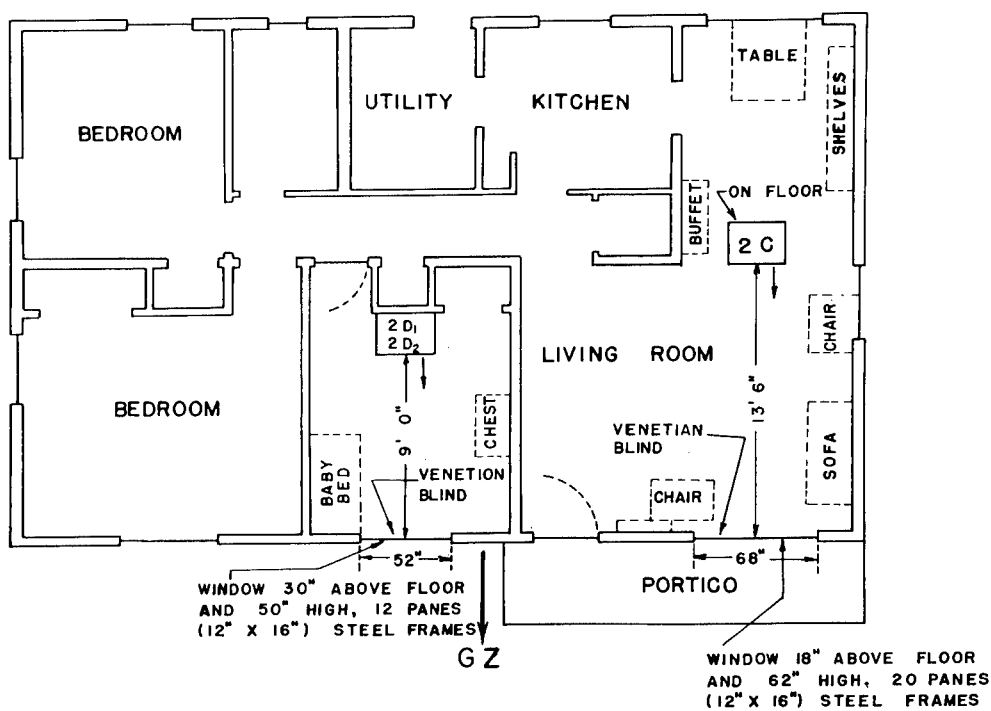 TABLE
SHELVES
UTILITY
KITCHEN
BEDROOM
BUFFET
ON FLOOR
2 C
CHAIR
2 D₁
2 D₂
LIVING ROOM
13' 6"
BEDROOM
9' 0"
CHEST
VENETIAN
BLIND
SOFA
BABY
BED
VENETION
BLIND
CHAIR
52"
68"
PORTICO
WINDOW 30" ABOVE FLOOR
AND 50" HIGH, 12 PANES
(12" X 16") STEEL FRAMES
GZ
WINDOW 18" ABOVE FLOOR
AND 62" HIGH, 20 PANES
(12" X 16") STEEL FRAMES